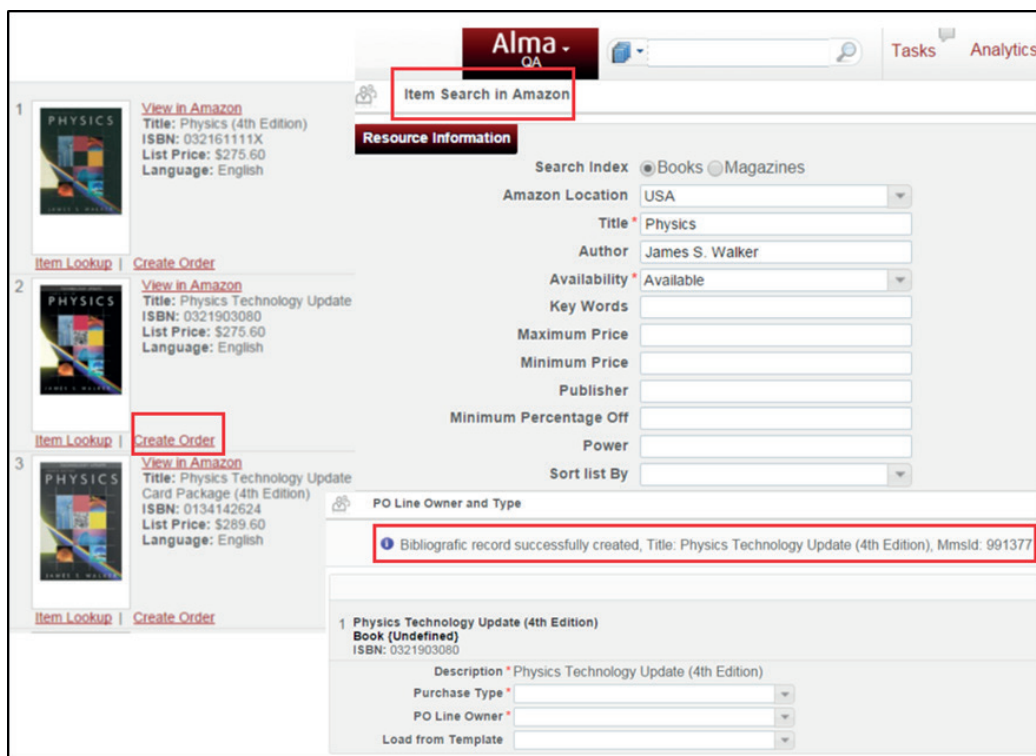 Alma
QA
Tasks
Analytics
Item Search in Amazon
Resource Information
Search Index Books Magazines
Amazon Location USA
Title * Physics
Author James S. Walker
Availability * Available
Key Words
Maximum Price
Minimum Price
Publisher
Minimum Percentage Off
Power
Sort list By
1
PHYSICS
View in Amazon
Title: Physics (4th Edition)
ISBN: 032161111X
List Price: $275.60
Language: English
Item Lookup | Create Order
2
PHYSICS
JAMES S. WALKER
View in Amazon
Title: Physics Technology Update
ISBN: 0321903080
List Price: $275.60
Language: English
Item Lookup | Create Order
3
PHYSICS
View in Amazon
Title: Physics Technology Update
Card Package (4th Edition)
ISBN: 0134142624
List Price: $289.60
Language: English
Item Lookup | Create Order
PO Line Owner and Type
Bibliografic record successfully created, Title: Physics Technology Update (4th Edition), MmsId: 991377
1 Physics Technology Update (4th Edition)
Book {Undefined}
ISBN: 0321903080
Description * Physics Technology Update (4th Edition)
Purchase Type *
PO Line Owner *
Load from Template